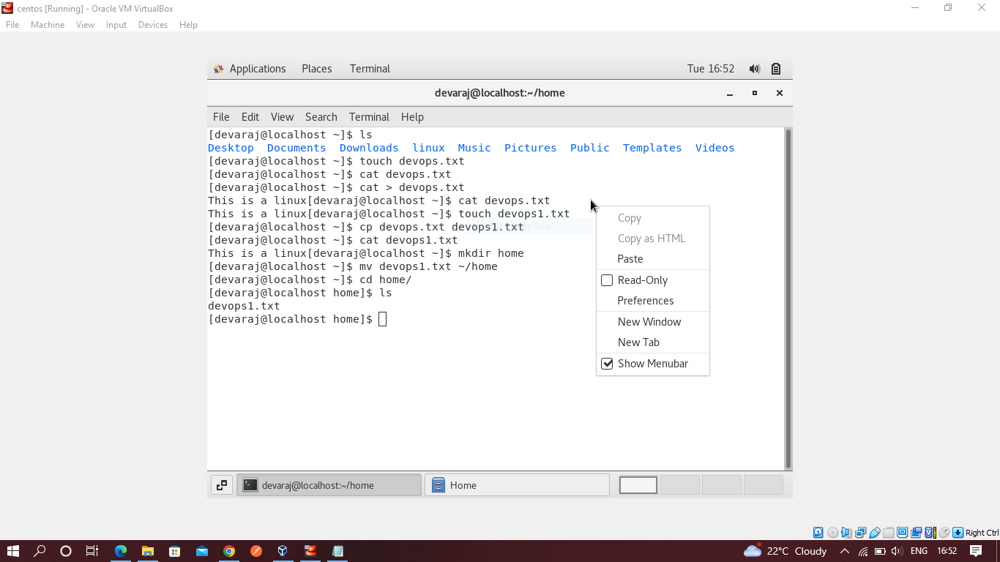 centos [Running] - Oracle VM VirtualBox
File Machine View Input Devices Help
Applications Places Terminal Tue 16:52
devaraj@localhost:~/home
File Edit View Search Terminal Help
[devaraj@localhost ~]$ ls
Desktop Documents Downloads linux Music Pictures Public Templates Videos
[devaraj@localhost ~]$ touch devops.txt
[devaraj@localhost ~]$ cat devops.txt
[devaraj@localhost ~]$ cat > devops.txt
This is a linux[devaraj@localhost ~]$ cat devops.txt
This is a linux[devaraj@localhost ~]$ touch devops1.txt
[devaraj@localhost ~]$ cp devops.txt devops1.txt
[devaraj@localhost ~]$ cat devops1.txt
This is a linux[devaraj@localhost ~]$ mkdir home
[devaraj@localhost ~]$ mv devops1.txt ~/home
[devaraj@localhost ~]$ cd home/
[devaraj@localhost home]$ ls
devops1.txt
[devaraj@localhost home]$
Copy
Copy as HTML
Paste
Read-Only
Preferences
New Window
New Tab
Show Menubar
devaraj@localhost:~/home Home
Right Ctrl
22°C Cloudy ENG 16:52